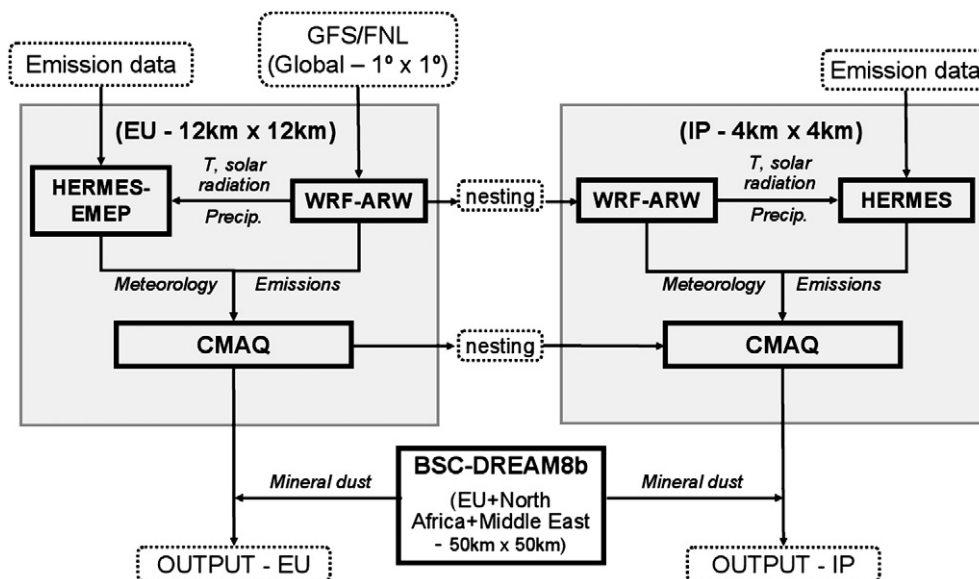 GFS/FNL
(Global – 1º x 1º)
Emission data
Emission data
(EU - 12km x 12km)
(IP - 4km x 4km)
HERMES-
EMEP
T, solar
radiation
Precip.
WRF-ARW
nesting
WRF-ARW
T, solar
radiation
Precip.
HERMES
Meteorology
Emissions
Meteorology
Emissions
CMAQ
nesting
CMAQ
BSC-DREAM8b
(EU+North
Africa+Middle East
- 50km x 50km)
Mineral dust
Mineral dust
OUTPUT - EU
OUTPUT - IP